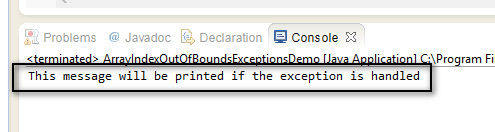 Problems @ Javadoc Declaration Console
<terminated> ArrayIndexOutOfBoundsExceptionsDemo [Java Application] C:\Program Fi
This message will be printed if the exception is handled